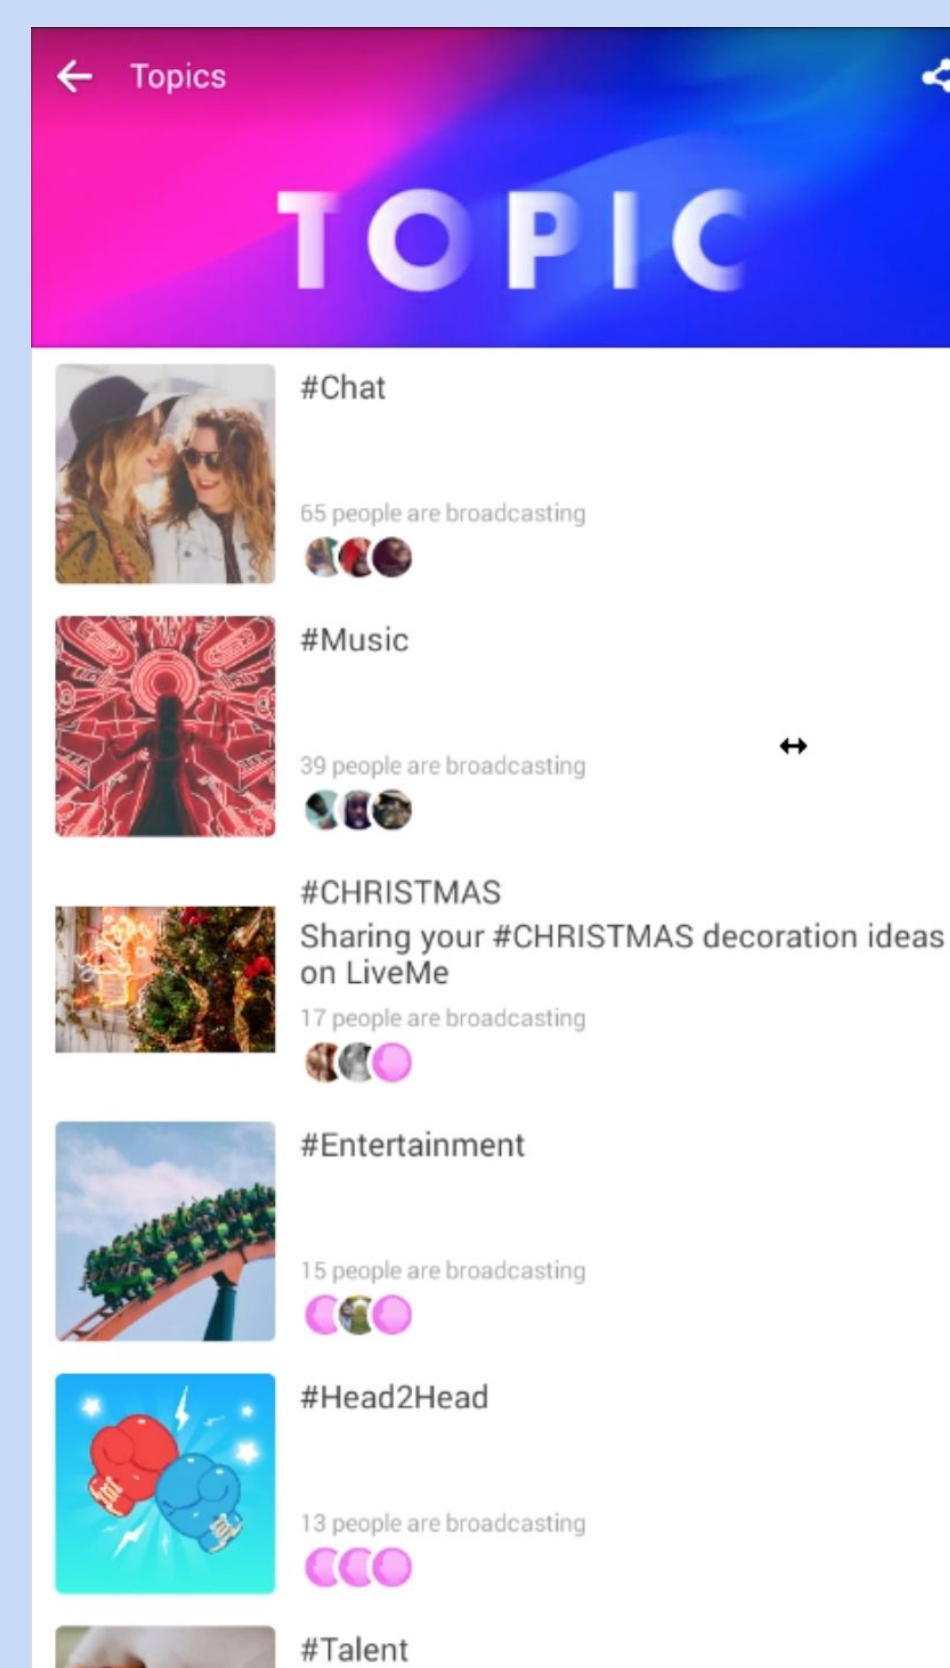 Topics
TOPIC
#Chat
65 people are broadcasting
#Music
39 people are broadcasting
#CHRISTMAS
Sharing your #CHRISTMAS decoration ideas
on LiveMe
17 people are broadcasting
#Entertainment
15 people are broadcasting
#Head2Head
13 people are broadcasting
#Talent